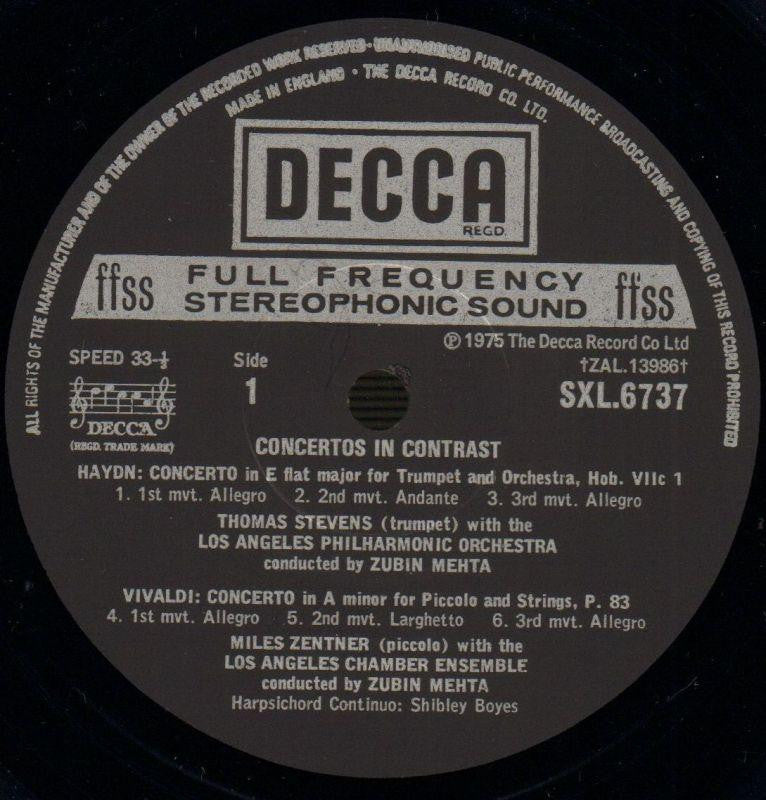 ALL RIGHTS OF THE MANUFACTURER AND OF THE OWNER OF THE RECORDED WORK RESERVED · UNAUTHORISED PUBLIC PERFORMANCE BROADCASTING AND COPYING OF THIS RECORD PROHIBITED
MADE IN ENGLAND · THE DECCA RECORD CO. LTD.
DECCA
REGD.
ffss FULL FREQUENCY ffss
STEREOPHONIC SOUND
Ⓟ 1975 The Decca Record Co Ltd
SPEED 33-⅓ Side †ZAL.13986†
1 SXL.6737
DECCA
(REGD. TRADE MARK)
CONCERTOS IN CONTRAST
HAYDN: CONCERTO in E flat major for Trumpet and Orchestra, Hob. VIIc 1
1. 1st mvt. Allegro 2. 2nd mvt. Andante 3. 3rd mvt. Allegro
THOMAS STEVENS (trumpet) with the
LOS ANGELES PHILHARMONIC ORCHESTRA
conducted by ZUBIN MEHTA
VIVALDI: CONCERTO in A minor for Piccolo and Strings, P. 83
4. 1st mvt. Allegro 5. 2nd mvt. Larghetto 6. 3rd mvt. Allegro
MILES ZENTNER (piccolo) with the
LOS ANGELES CHAMBER ENSEMBLE
conducted by ZUBIN MEHTA
Harpsichord Continuo: Shibley Boyes